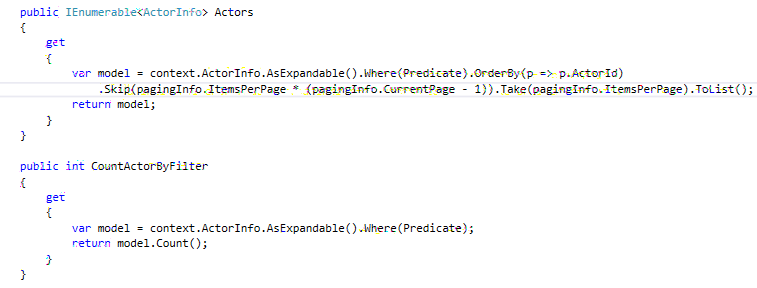 public IEnumerable<ActorInfo> Actors
{
get
{
var model = context.ActorInfo.AsExpandable().Where(Predicate).OrderBy(p => p.ActorId)
.Skip(pagingInfo.ItemsPerPage * (pagingInfo.CurrentPage - 1)).Take(pagingInfo.ItemsPerPage).ToList();
return model;
}
}
public int CountActorByFilter
{
get
{
var model = context.ActorInfo.AsExpandable().Where(Predicate);
return model.Count();
}
}